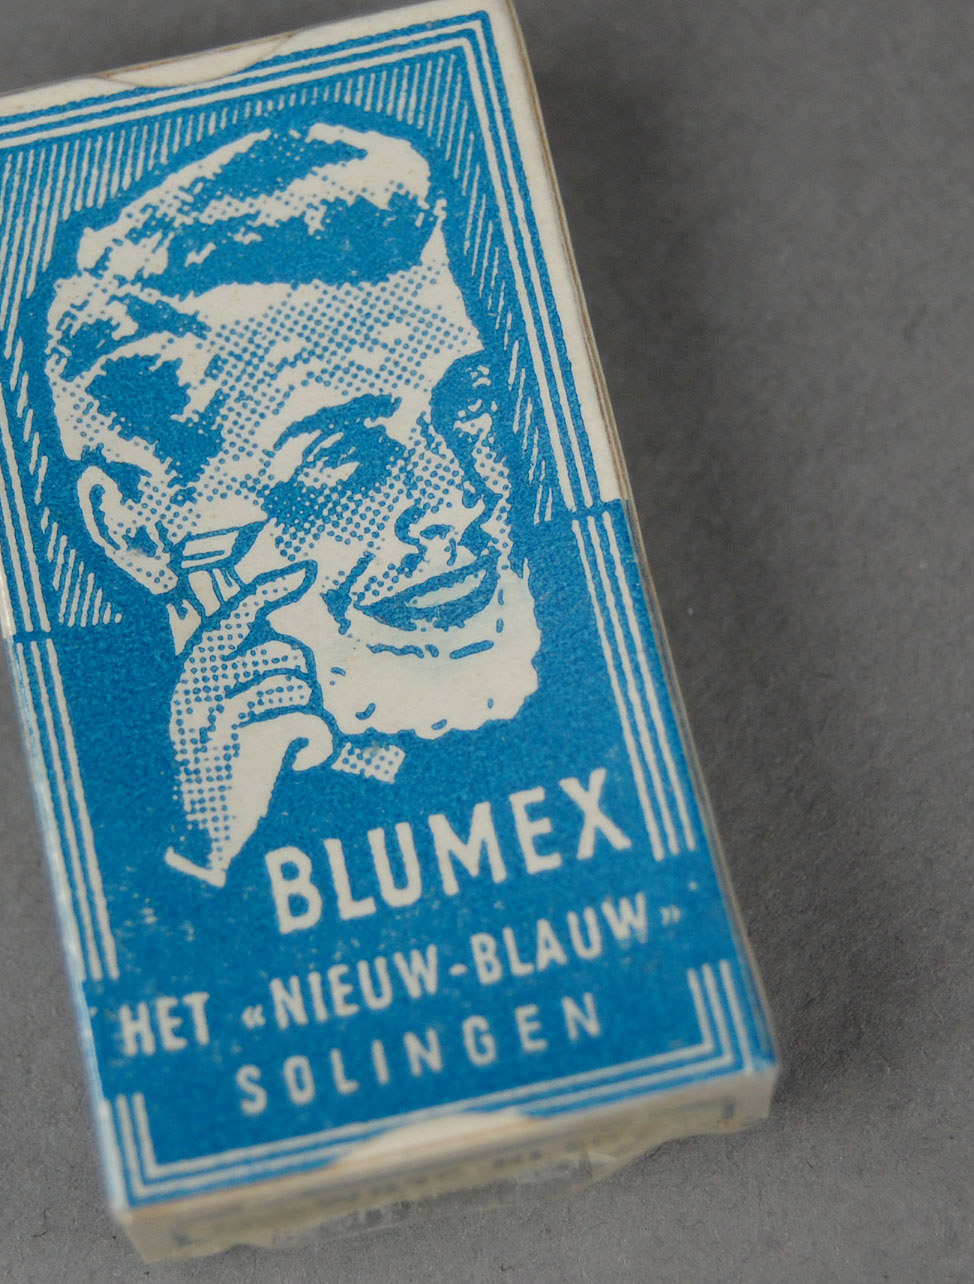 BLUMEX
HET «NIEUW-BLAUW»
SOLINGEN